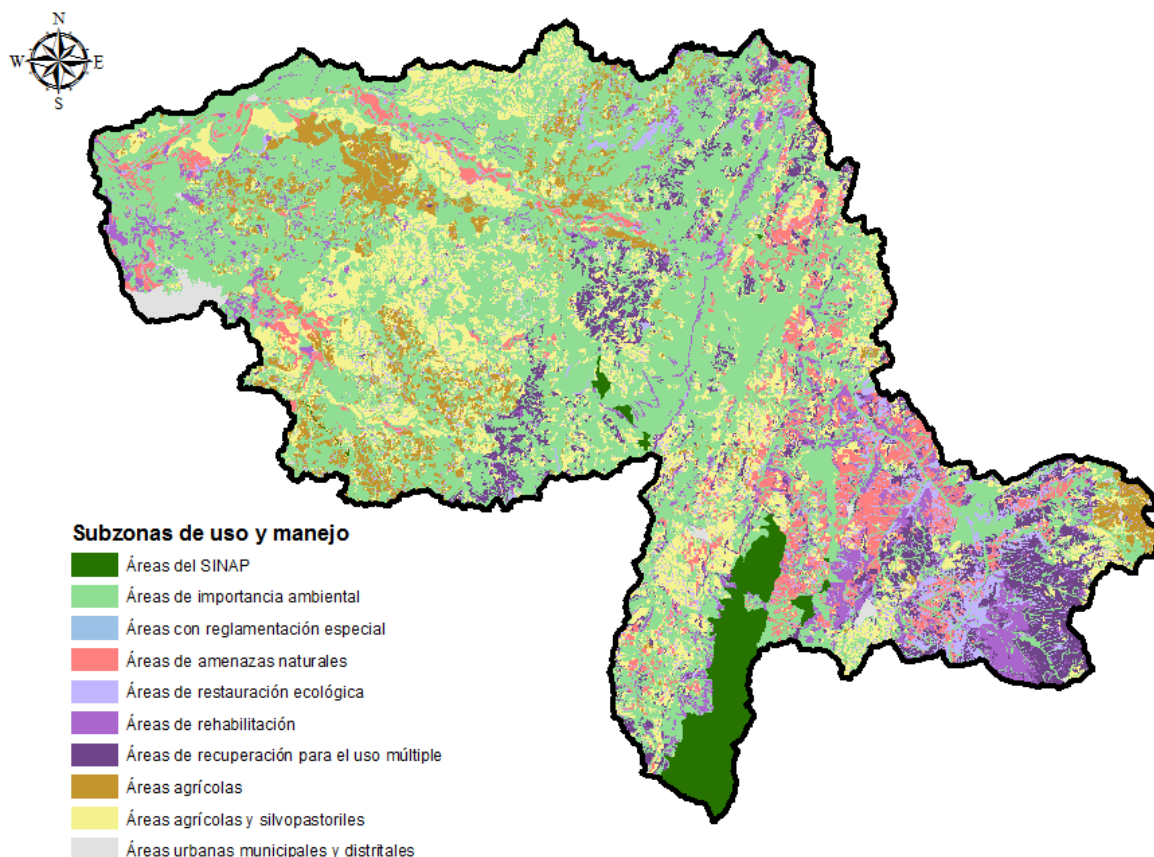 N
W E
S
Subzonas de uso y manejo
Áreas del SINAP
Áreas de importancia ambiental
Áreas con reglamentación especial
Áreas de amenazas naturales
Áreas de restauración ecológica
Áreas de rehabilitación
Áreas de recuperación para el uso múltiple
Áreas agrícolas
Áreas agrícolas y silvopastoriles
Áreas urbanas municipales y distritales